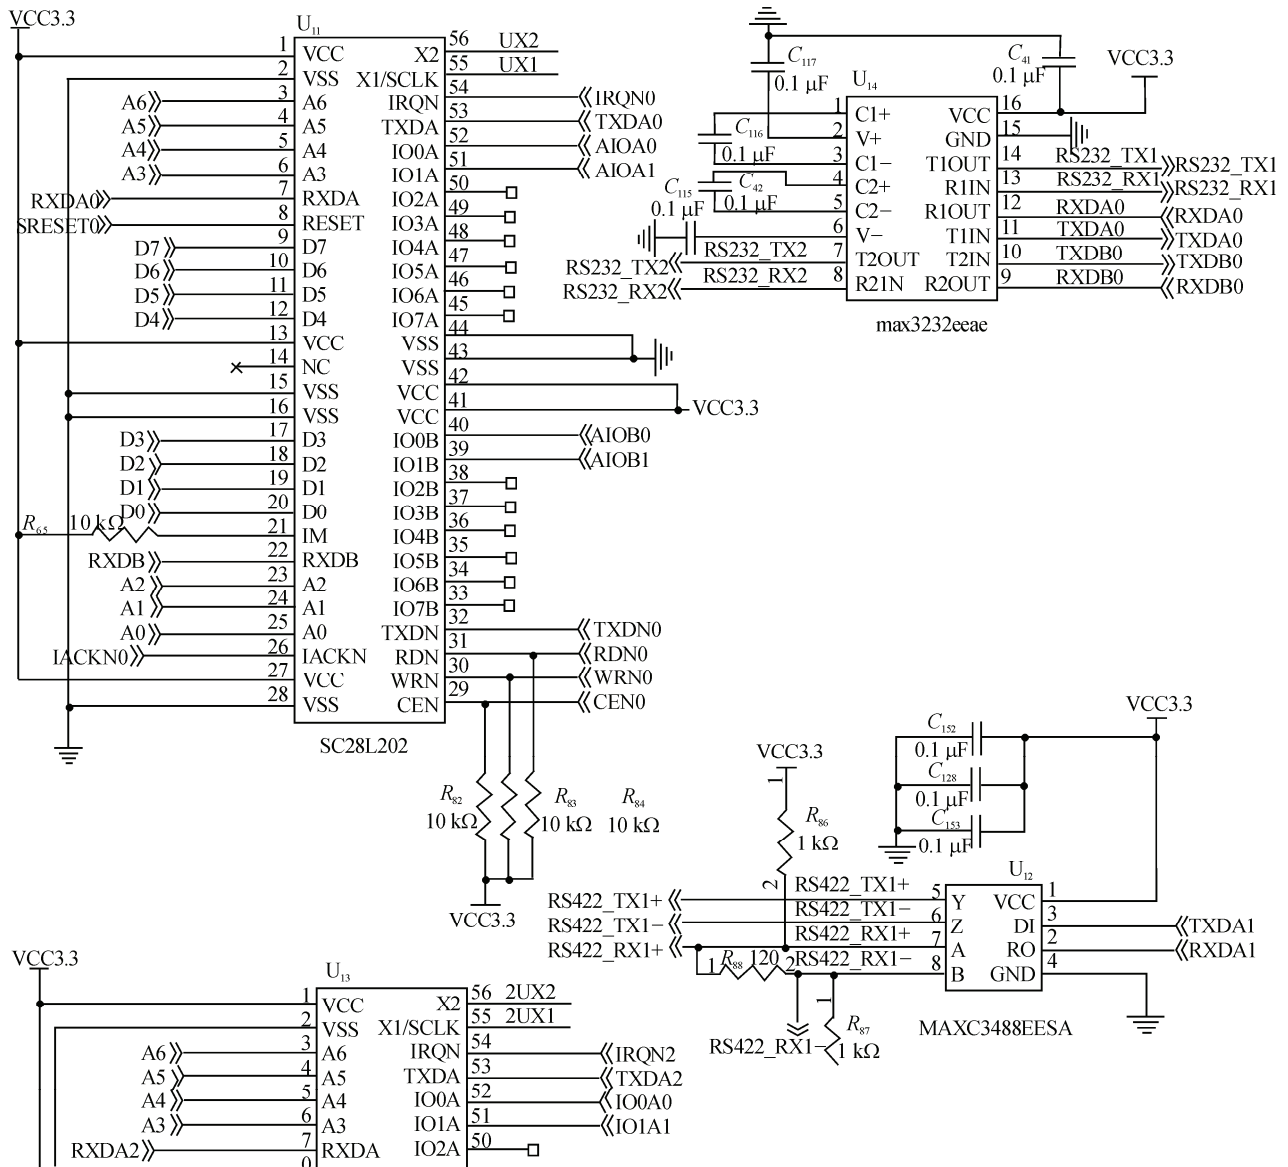 VCC3.3
U11
1 VCC X2 56 UX2
2 VSS X1/SCLK 55 UX1
A6 3 A6 IRQN 54 IRQN0
A5 4 A5 TXDA 53 TXDA0
A4 5 A4 IO0A 52 AIOA0
A3 6 A3 IO1A 51 AIOA1
RXDA0 7 RXDA IO2A 50
SRESET0 8 RESET IO3A 49
D7 9 D7 IO4A 48
D6 10 D6 IO5A 47
D5 11 D5 IO6A 46
D4 12 D4 IO7A 45
13 VCC VSS 44
14 NC VSS 43
15 VSS VCC 42
16 VSS VCC 41 VCC3.3
D3 17 D3 IO0B 40 AIOB0
D2 18 D2 IO1B 39 AIOB1
D1 19 D1 IO2B 38
D0 20 D0 IO3B 37
R65 10 kΩ 21 IM IO4B 36
RXDB 22 RXDB IO5B 35
A2 23 A2 IO6B 34
A1 24 A1 IO7B 33
A0 25 A0 TXDN 32 TXDN0
IACKN0 26 IACKN RDN 31 RDN0
27 VCC WRN 30 WRN0
28 VSS CEN 29 CEN0
SC28L202
R82 10 kΩ
R83 10 kΩ
R84 10 kΩ
VCC3.3
C117 0.1 μF
C41 0.1 μF
VCC3.3
U14
C116 0.1 μF
C42 0.1 μF
C115 0.1 μF
1 C1+ VCC 16
2 V+ GND 15
3 C1− T1OUT 14 RS232_TX1 RS232_TX1
4 C2+ R1IN 13 RS232_RX1 RS232_RX1
5 C2− R1OUT 12 RXDA0 RXDA0
6 V− T1IN 11 TXDA0 TXDA0
RS232_TX2 RS232_TX2 7 T2OUT T2IN 10 TXDB0 TXDB0
RS232_RX2 RS232_RX2 8 R21N R2OUT 9 RXDB0 RXDB0
max3232eeae
VCC3.3
C152 0.1 μF
C128 0.1 μF
C153 0.1 μF
VCC3.3
1
R86
1 kΩ
2
U12
RS422_TX1+ RS422_TX1+ 5 Y VCC 1
RS422_TX1− RS422_TX1− 6 Z DI 3 TXDA1
RS422_RX1+ RS422_RX1+ 7 A RO 2 RXDA1
1 R88 120 2 RS422_RX1− 8 B GND 4
MAXC3488EESA
RS422_RX1−
1
R87
1 kΩ
VCC3.3
U13
1 VCC X2 56 2UX2
2 VSS X1/SCLK 55 2UX1
A6 3 A6 IRQN 54 IRQN2
A5 4 A5 TXDA 53 TXDA2
A4 5 A4 IO0A 52 IO0A0
A3 6 A3 IO1A 51 IO1A1
RXDA2 7 RXDA IO2A 50